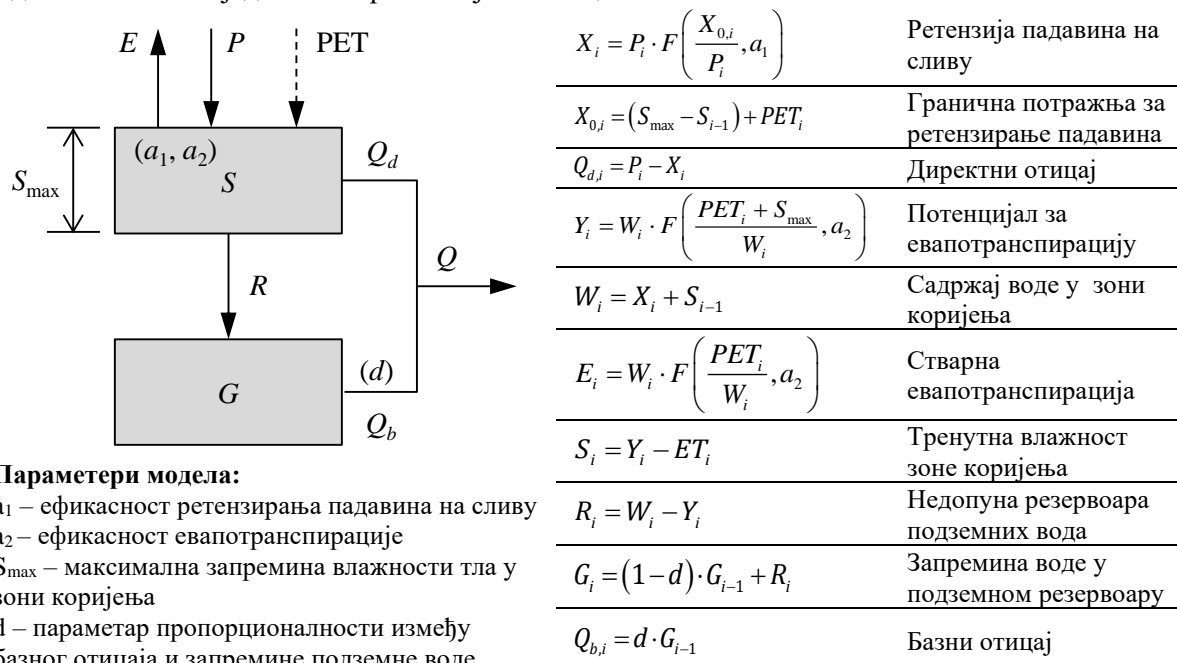 E
P
PET
S_max
(a_1, a_2)
S
Q_d
R
Q
G
(d)
Q_b
Параметери модела:
a_1 – ефикасност ретензирања падавина на сливу
a_2 – ефикасност евапотранспирације
S_max – максимална запремина влажности тла у
зони коријења
d – параметар пропорционалности између
базног отицаја и запремине подземне воде
X_i = P_i · F(X_{0,i} / P_i, a_1)
Ретензија падавина на
сливу
X_{0,i} = (S_max − S_{i−1}) + PET_i
Гранична потражња за
ретензирање падавина
Q_{d,i} = P_i − X_i
Директни отицај
Y_i = W_i · F((PET_i + S_max) / W_i, a_2)
Потенцијал за
евапотранспирацију
W_i = X_i + S_{i−1}
Садржај воде у зони
коријења
E_i = W_i · F(PET_i / W_i, a_2)
Стварна
евапотранспирација
S_i = Y_i − ET_i
Тренутна влажност
зоне коријења
R_i = W_i − Y_i
Недопуна резервоара
подземних вода
G_i = (1 − d) · G_{i−1} + R_i
Запремина воде у
подземном резервоару
Q_{b,i} = d · G_{i−1}
Базни отицај